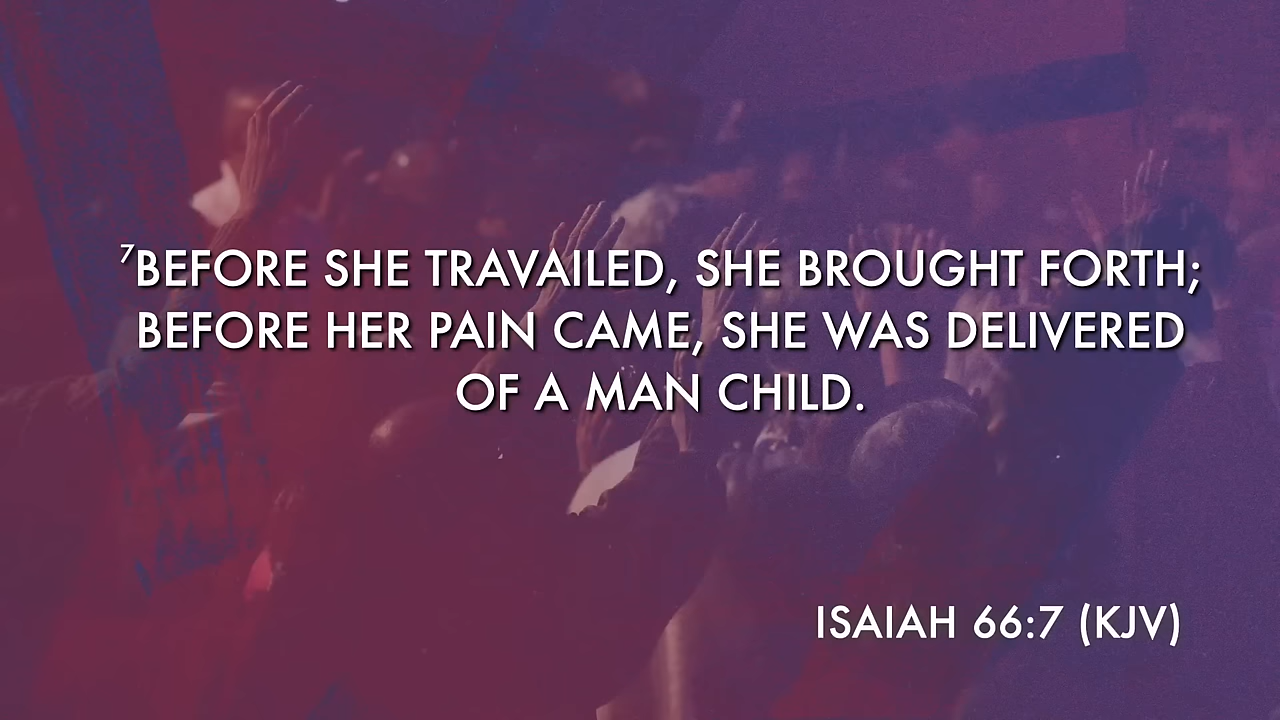 ⁷BEFORE SHE TRAVAILED, SHE BROUGHT FORTH;
BEFORE HER PAIN CAME, SHE WAS DELIVERED
OF A MAN CHILD.
ISAIAH 66:7 (KJV)